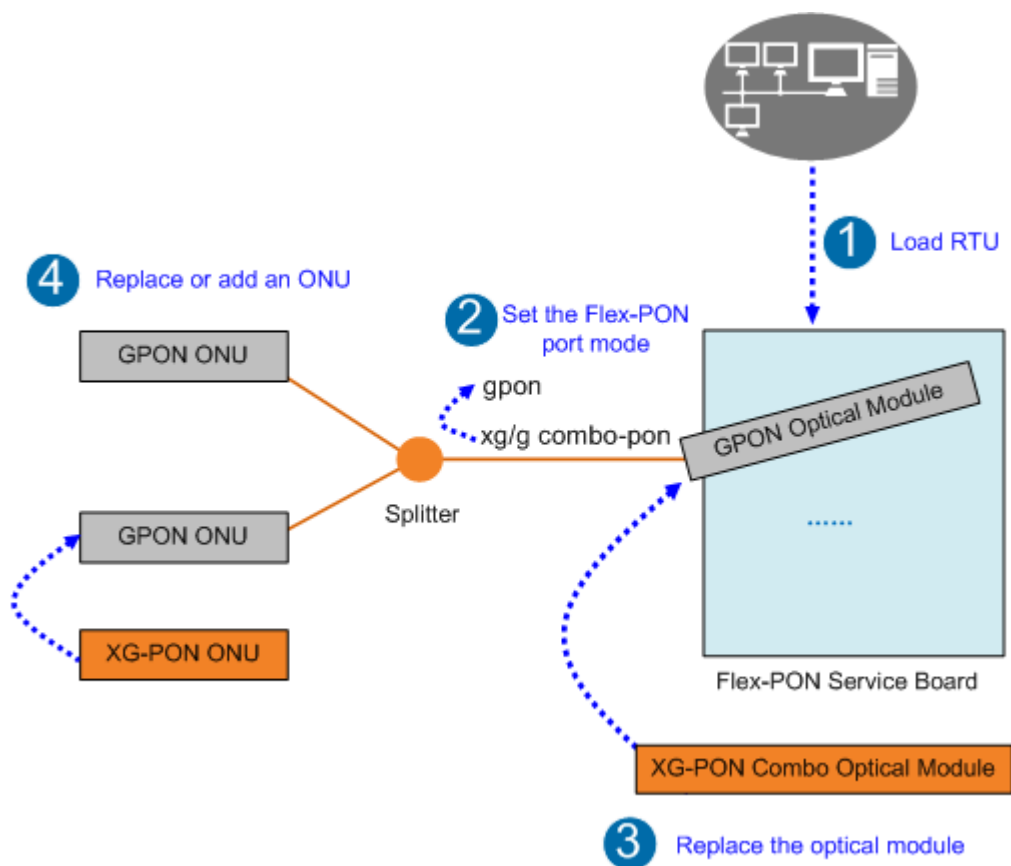 1
Load RTU
4
Replace or add an ONU
2
Set the Flex-PON
port mode
GPON ONU
gpon
xg/g combo-pon
GPON Optical Module
Splitter
GPON ONU
......
XG-PON ONU
Flex-PON Service Board
XG-PON Combo Optical Module
3
Replace the optical module